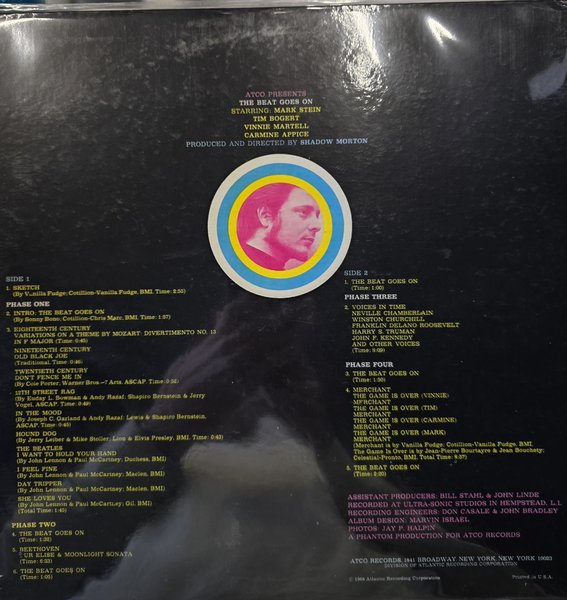 ATCO PRESENTS
THE BEAT GOES ON
STARRING: MARK STEIN
TIM BOGERT
VINNIE MARTELL
CARMINE APPICE
PRODUCED AND DIRECTED BY SHADOW MORTON
SIDE 1
1. SKETCH
(By Vanilla Fudge; Cotillion-Vanilla Fudge, BMI. Time: 2:55)
PHASE ONE
2. INTRO: THE BEAT GOES ON
(By Sonny Bono; Cotillion-Chris Marc, BMI. Time: 1:57)
3. EIGHTEENTH CENTURY
VARIATIONS ON A THEME BY MOZART: DIVERTIMENTO NO. 13
IN F MAJOR (Time: 0:45)
NINETEENTH CENTURY
OLD BLACK JOE
(Traditional. Time: 0:46)
TWENTIETH CENTURY
DON'T FENCE ME IN
(By Cole Porter; Warner Bros.-7 Arts, ASCAP. Time: 0:52)
12TH STREET RAG
(By Euday L. Bowman & Andy Razaf; Shapiro Bernstein & Jerry
Vogel, ASCAP. Time: 0:49)
IN THE MOOD
(By Joseph C. Garland & Andy Razaf; Lewis & Shapiro Bernstein,
ASCAP. Time: 0:45)
HOUND DOG
(By Jerry Leiber & Mike Stoller; Lion & Elvis Presley, BMI. Time: 0:43)
THE BEATLES
I WANT TO HOLD YOUR HAND
(By John Lennon & Paul McCartney; Duchess, BMI)
I FEEL FINE
(By John Lennon & Paul McCartney; Maclen, BMI)
DAY TRIPPER
(By John Lennon & Paul McCartney; Maclen, BMI)
SHE LOVES YOU
(By John Lennon & Paul McCartney; Gil, BMI)
(Total Time: 1:45)
PHASE TWO
4. THE BEAT GOES ON
(Time: 1:32)
5. BEETHOVEN
UR ELISE & MOONLIGHT SONATA
(Time: 6:33)
6. THE BEAT GOES ON
(Time: 1:05)
SIDE 2
1. THE BEAT GOES ON
(Time: 1:00)
PHASE THREE
2. VOICES IN TIME
NEVILLE CHAMBERLAIN
WINSTON CHURCHILL
FRANKLIN DELANO ROOSEVELT
HARRY S. TRUMAN
JOHN F. KENNEDY
AND OTHER VOICES
(Time: 8:09)
PHASE FOUR
3. THE BEAT GOES ON
(Time: 1:50)
4. MERCHANT
THE GAME IS OVER (VINNIE)
MERCHANT
THE GAME IS OVER (TIM)
MERCHANT
THE GAME IS OVER (CARMINE)
MERCHANT
THE GAME IS OVER (MARK)
MERCHANT
(Merchant is by Vanilla Fudge; Cotillion-Vanilla Fudge, BMI.
The Game Is Over is by Jean-Pierre Bourtayre & Jean Bouchety;
Celestial-Pronto, BMI. Total Time: 8:57)
5. THE BEAT GOES ON
(Time: 2:20)
ASSISTANT PRODUCERS: BILL STAHL & JOHN LINDE
RECORDED AT ULTRA-SONIC STUDIOS IN HEMPSTEAD, L.I.
RECORDING ENGINEERS: DON CASALE & JOHN BRADLEY
ALBUM DESIGN: MARVIN ISRAEL
PHOTOS: JAY P. HALPIN
A PHANTOM PRODUCTION FOR ATCO RECORDS
ATCO RECORDS, 1841 BROADWAY, NEW YORK, NEW YORK 10023
DIVISION OF ATLANTIC RECORDING CORPORATION
© 1968 Atlantic Recording Corporation
Printed in U.S.A.